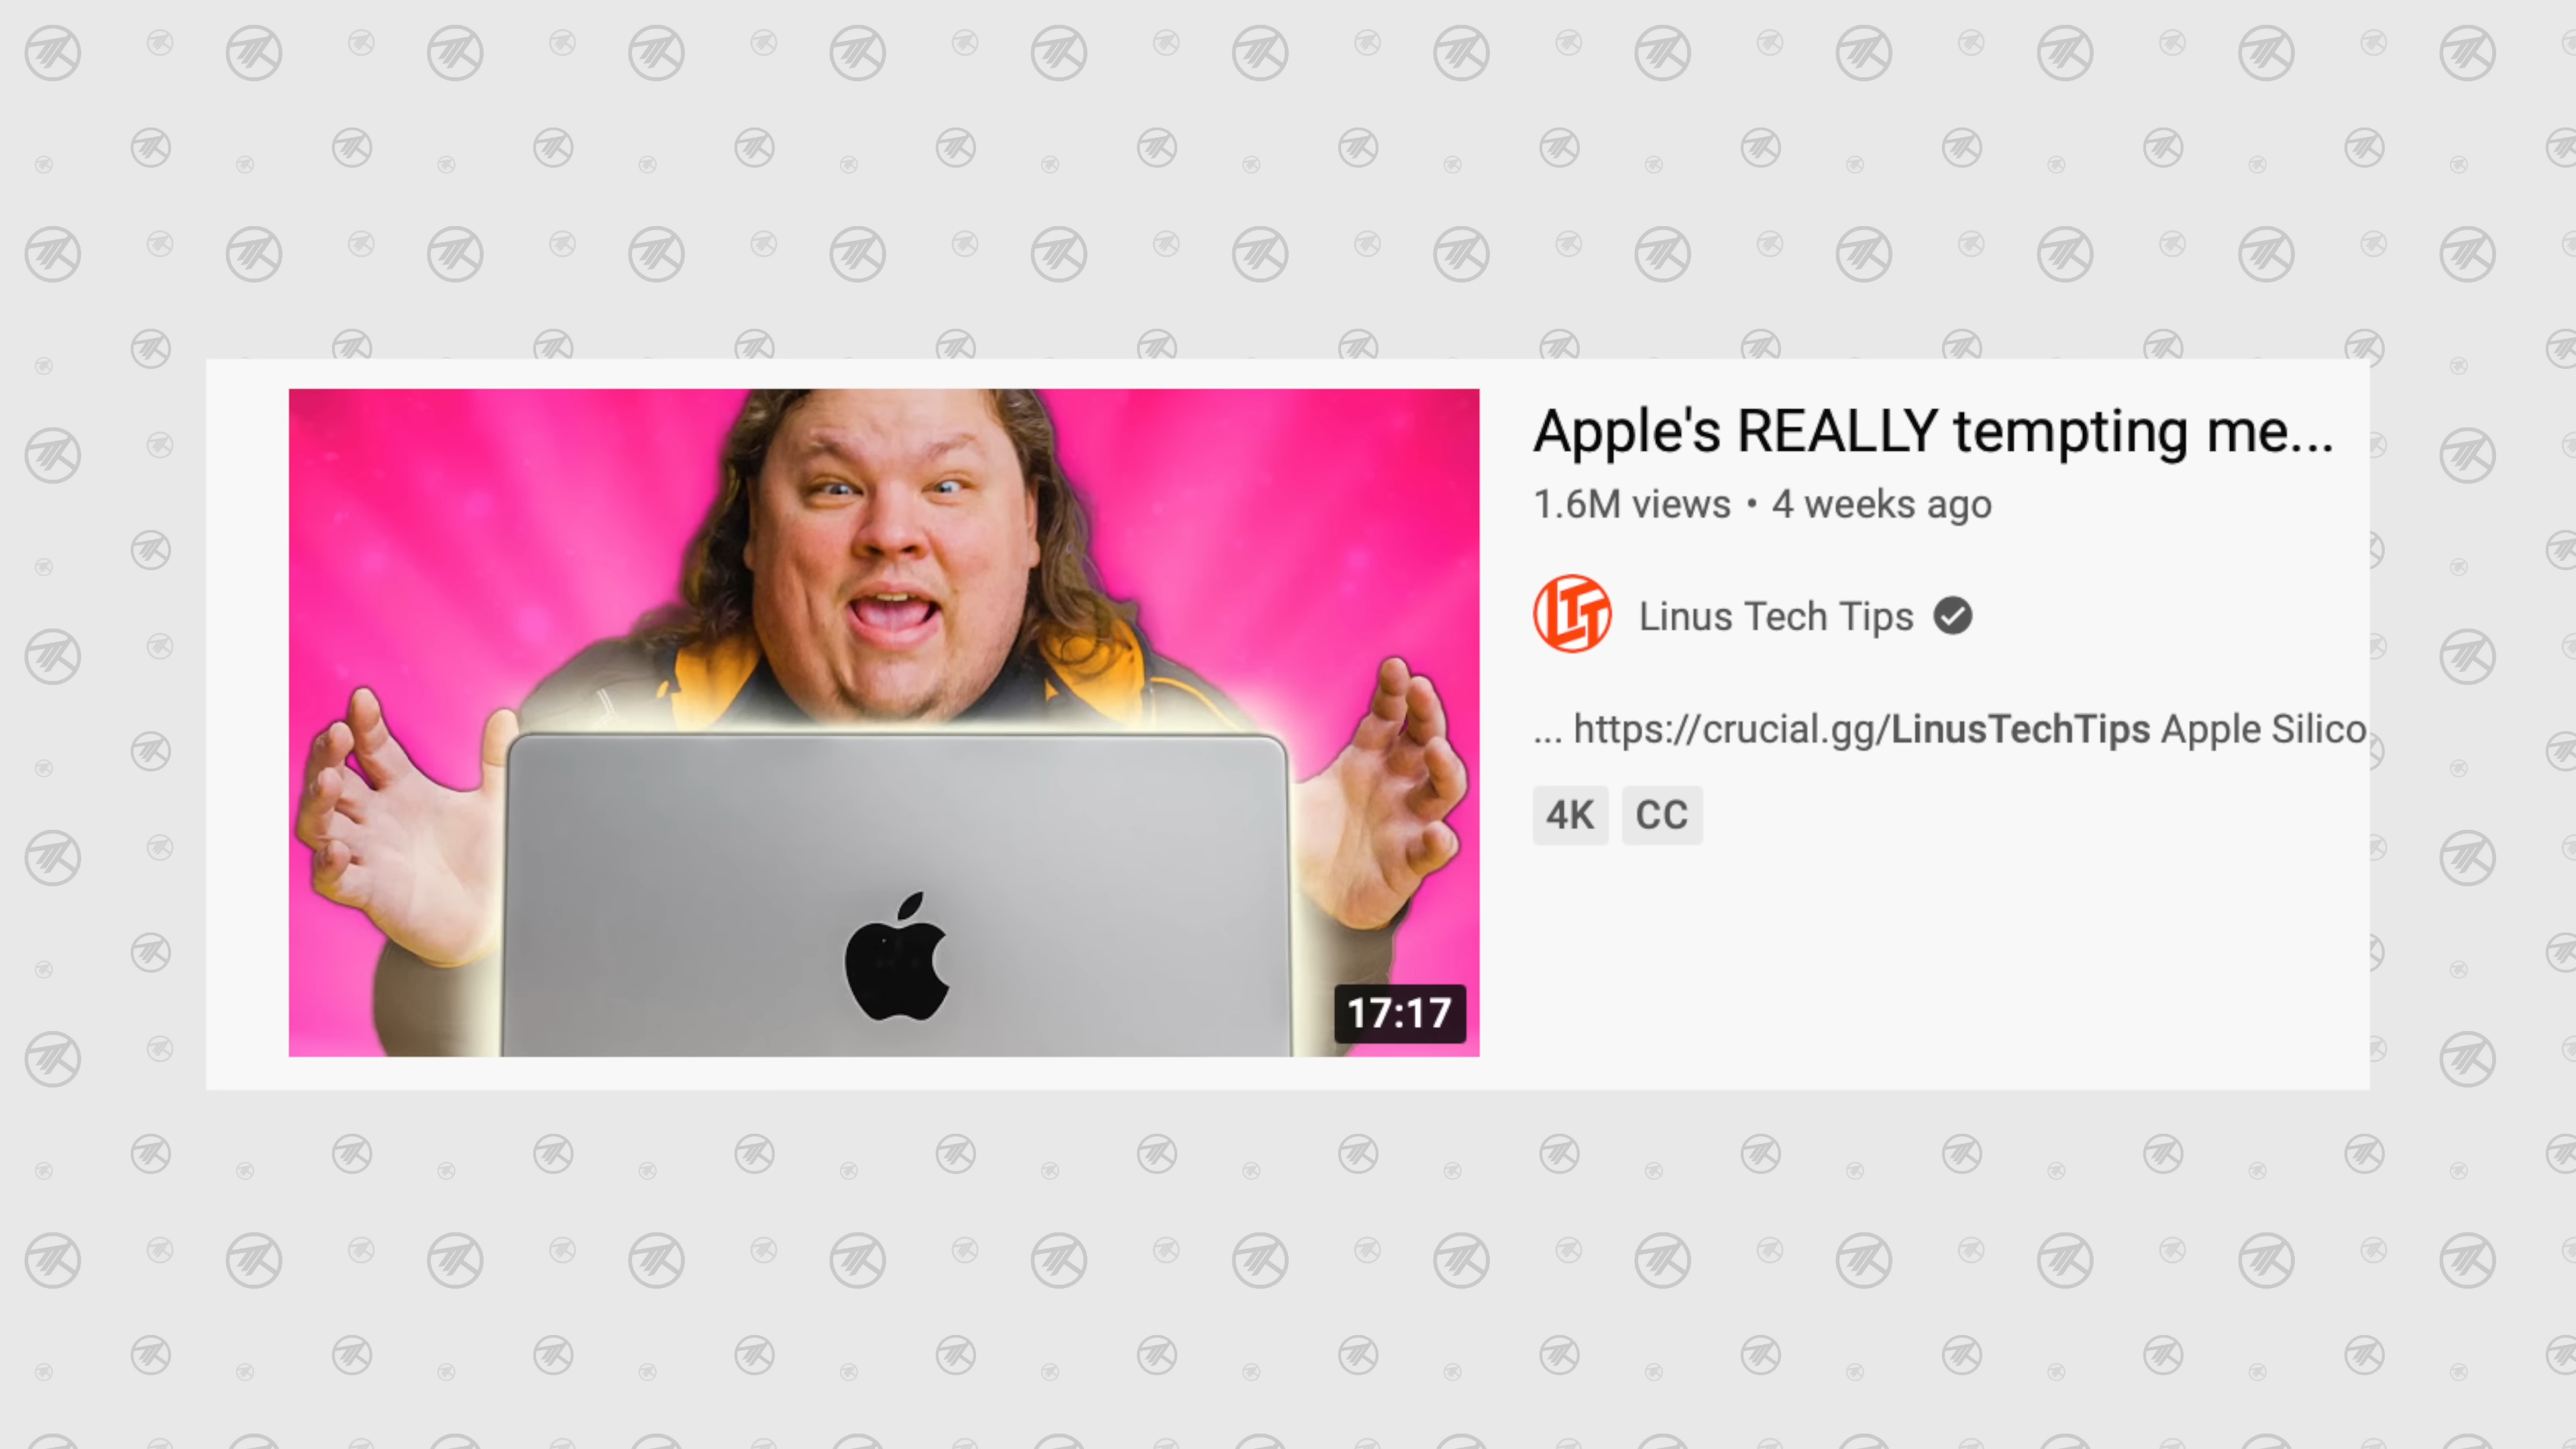 Apple's REALLY tempting me...
1.6M views • 4 weeks ago
LTT
Linus Tech Tips
... https://crucial.gg/LinusTechTips Apple Silico
4K CC
17:17